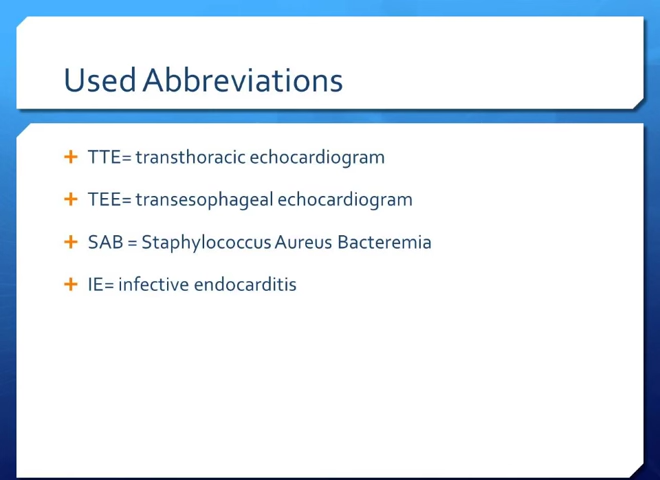 Used Abbreviations
+ TTE= transthoracic echocardiogram
+ TEE= transesophageal echocardiogram
+ SAB = Staphylococcus Aureus Bacteremia
+ IE= infective endocarditis